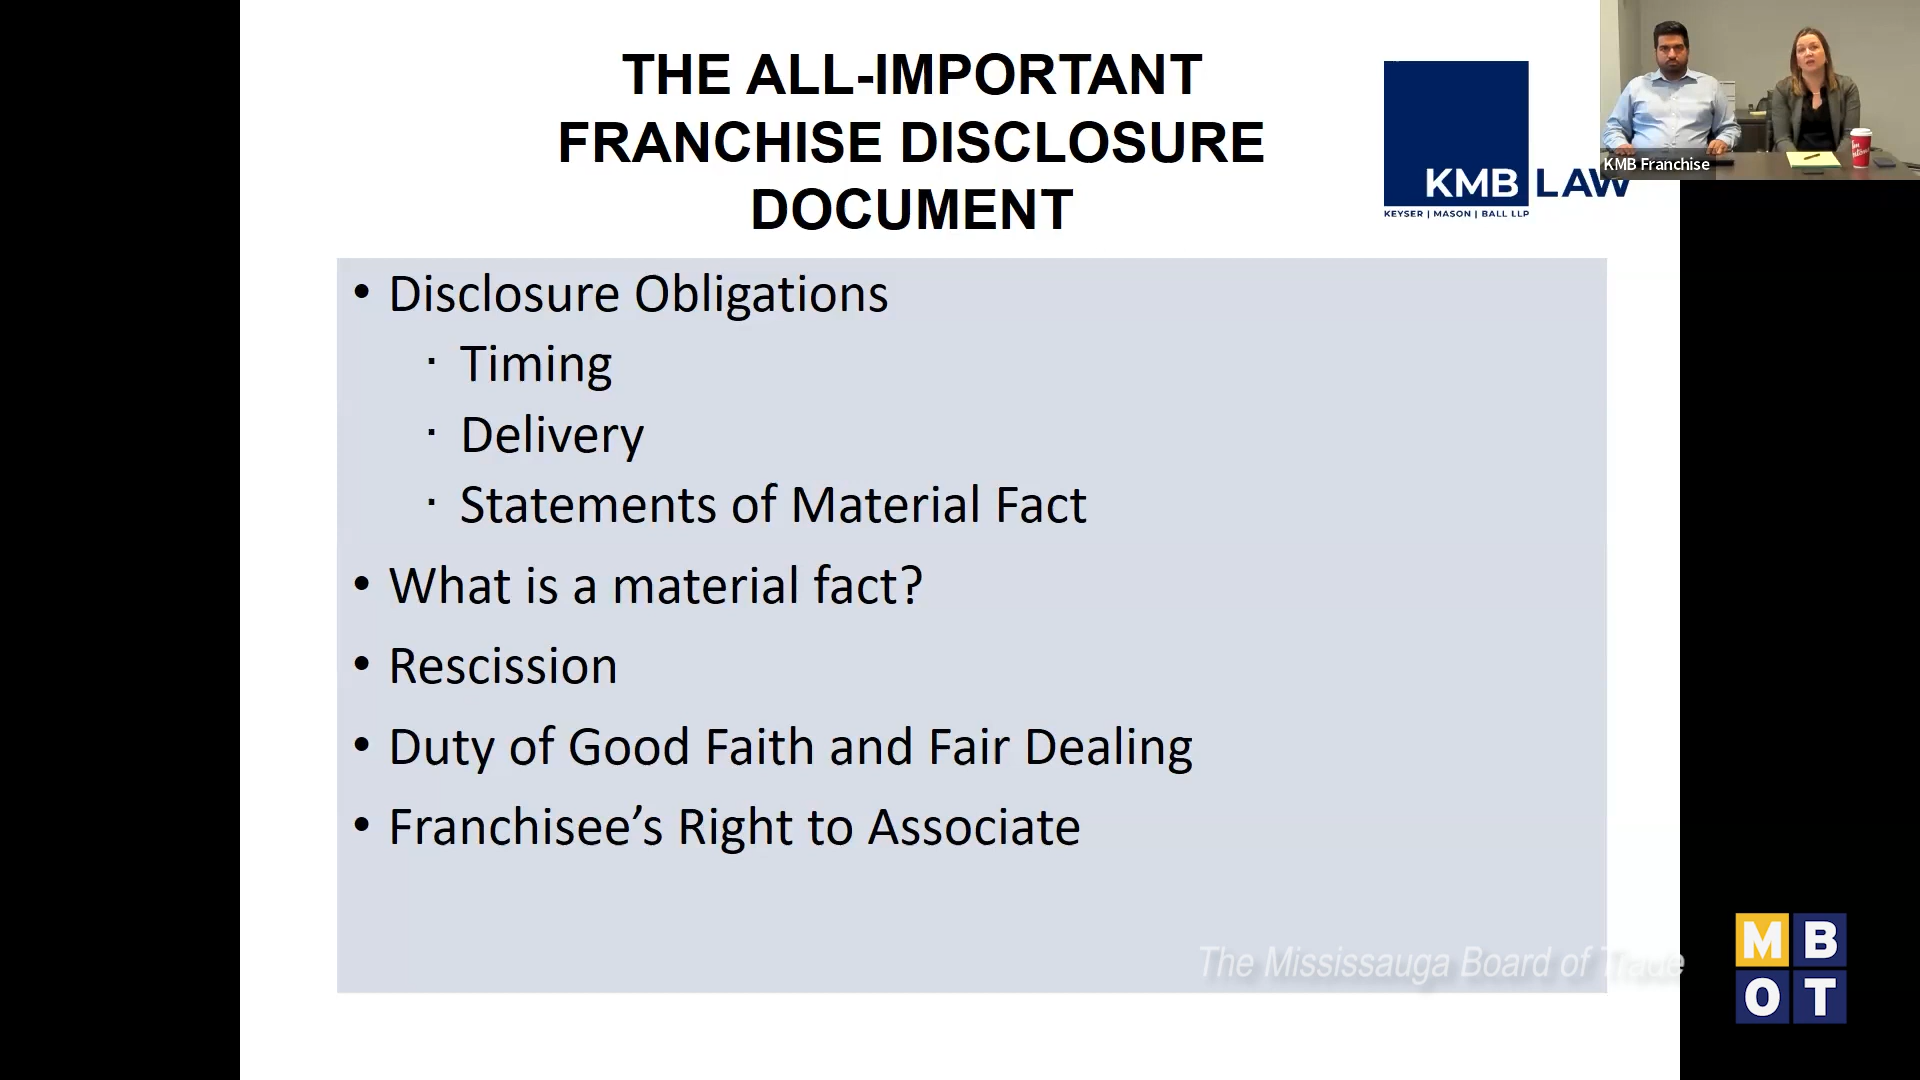 THE ALL-IMPORTANT
FRANCHISE DISCLOSURE
DOCUMENT
KMB LAW
KEYSER | MASON | BALL LLP
KMB Franchise
• Disclosure Obligations
▪ Timing
▪ Delivery
▪ Statements of Material Fact
• What is a material fact?
• Rescission
• Duty of Good Faith and Fair Dealing
• Franchisee’s Right to Associate
The Mississauga Board of Trade
M B
O T